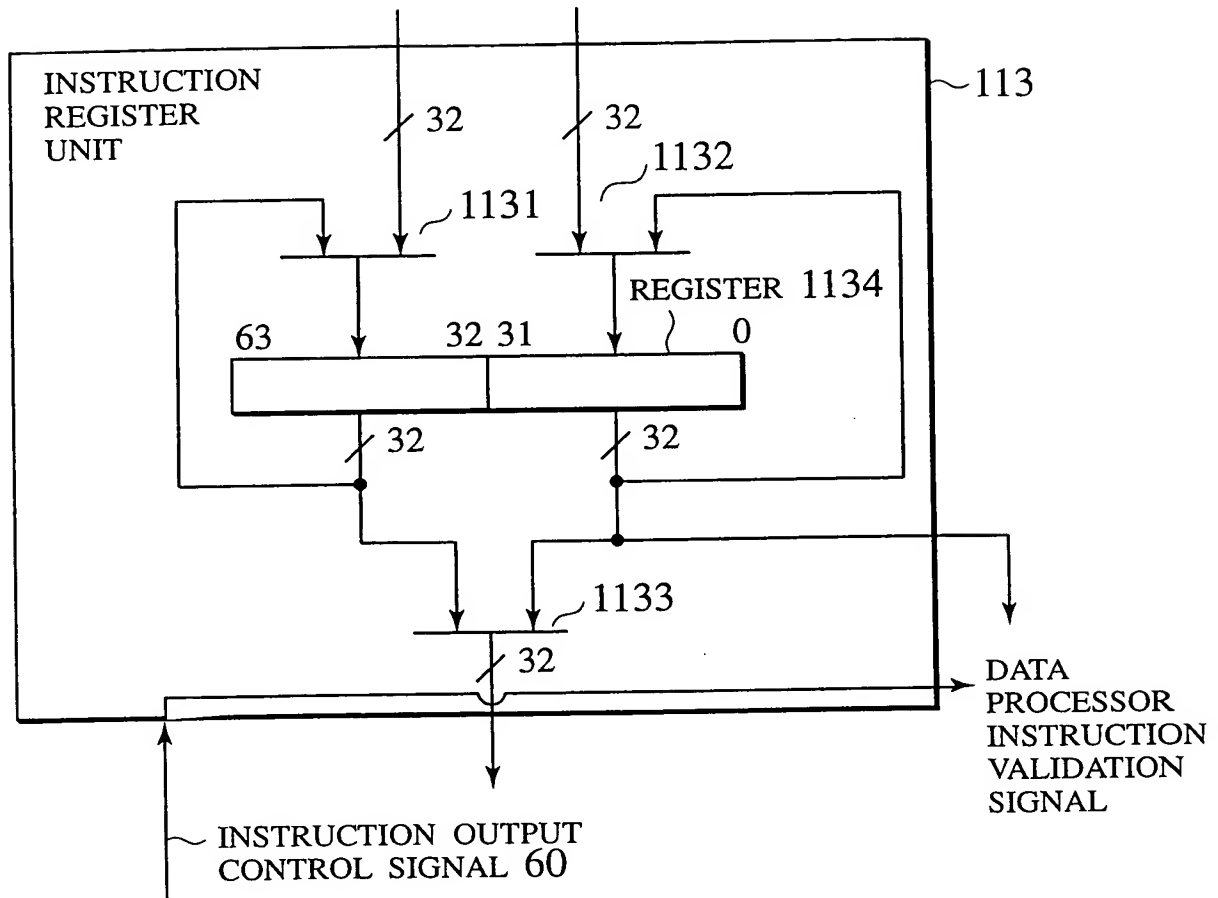 INSTRUCTION
REGISTER
UNIT
113
32
32
1132
1131
REGISTER 1134
63
32
31
0
32
32
1133
32
DATA
PROCESSOR
INSTRUCTION
VALIDATION
SIGNAL
INSTRUCTION OUTPUT
CONTROL SIGNAL 60